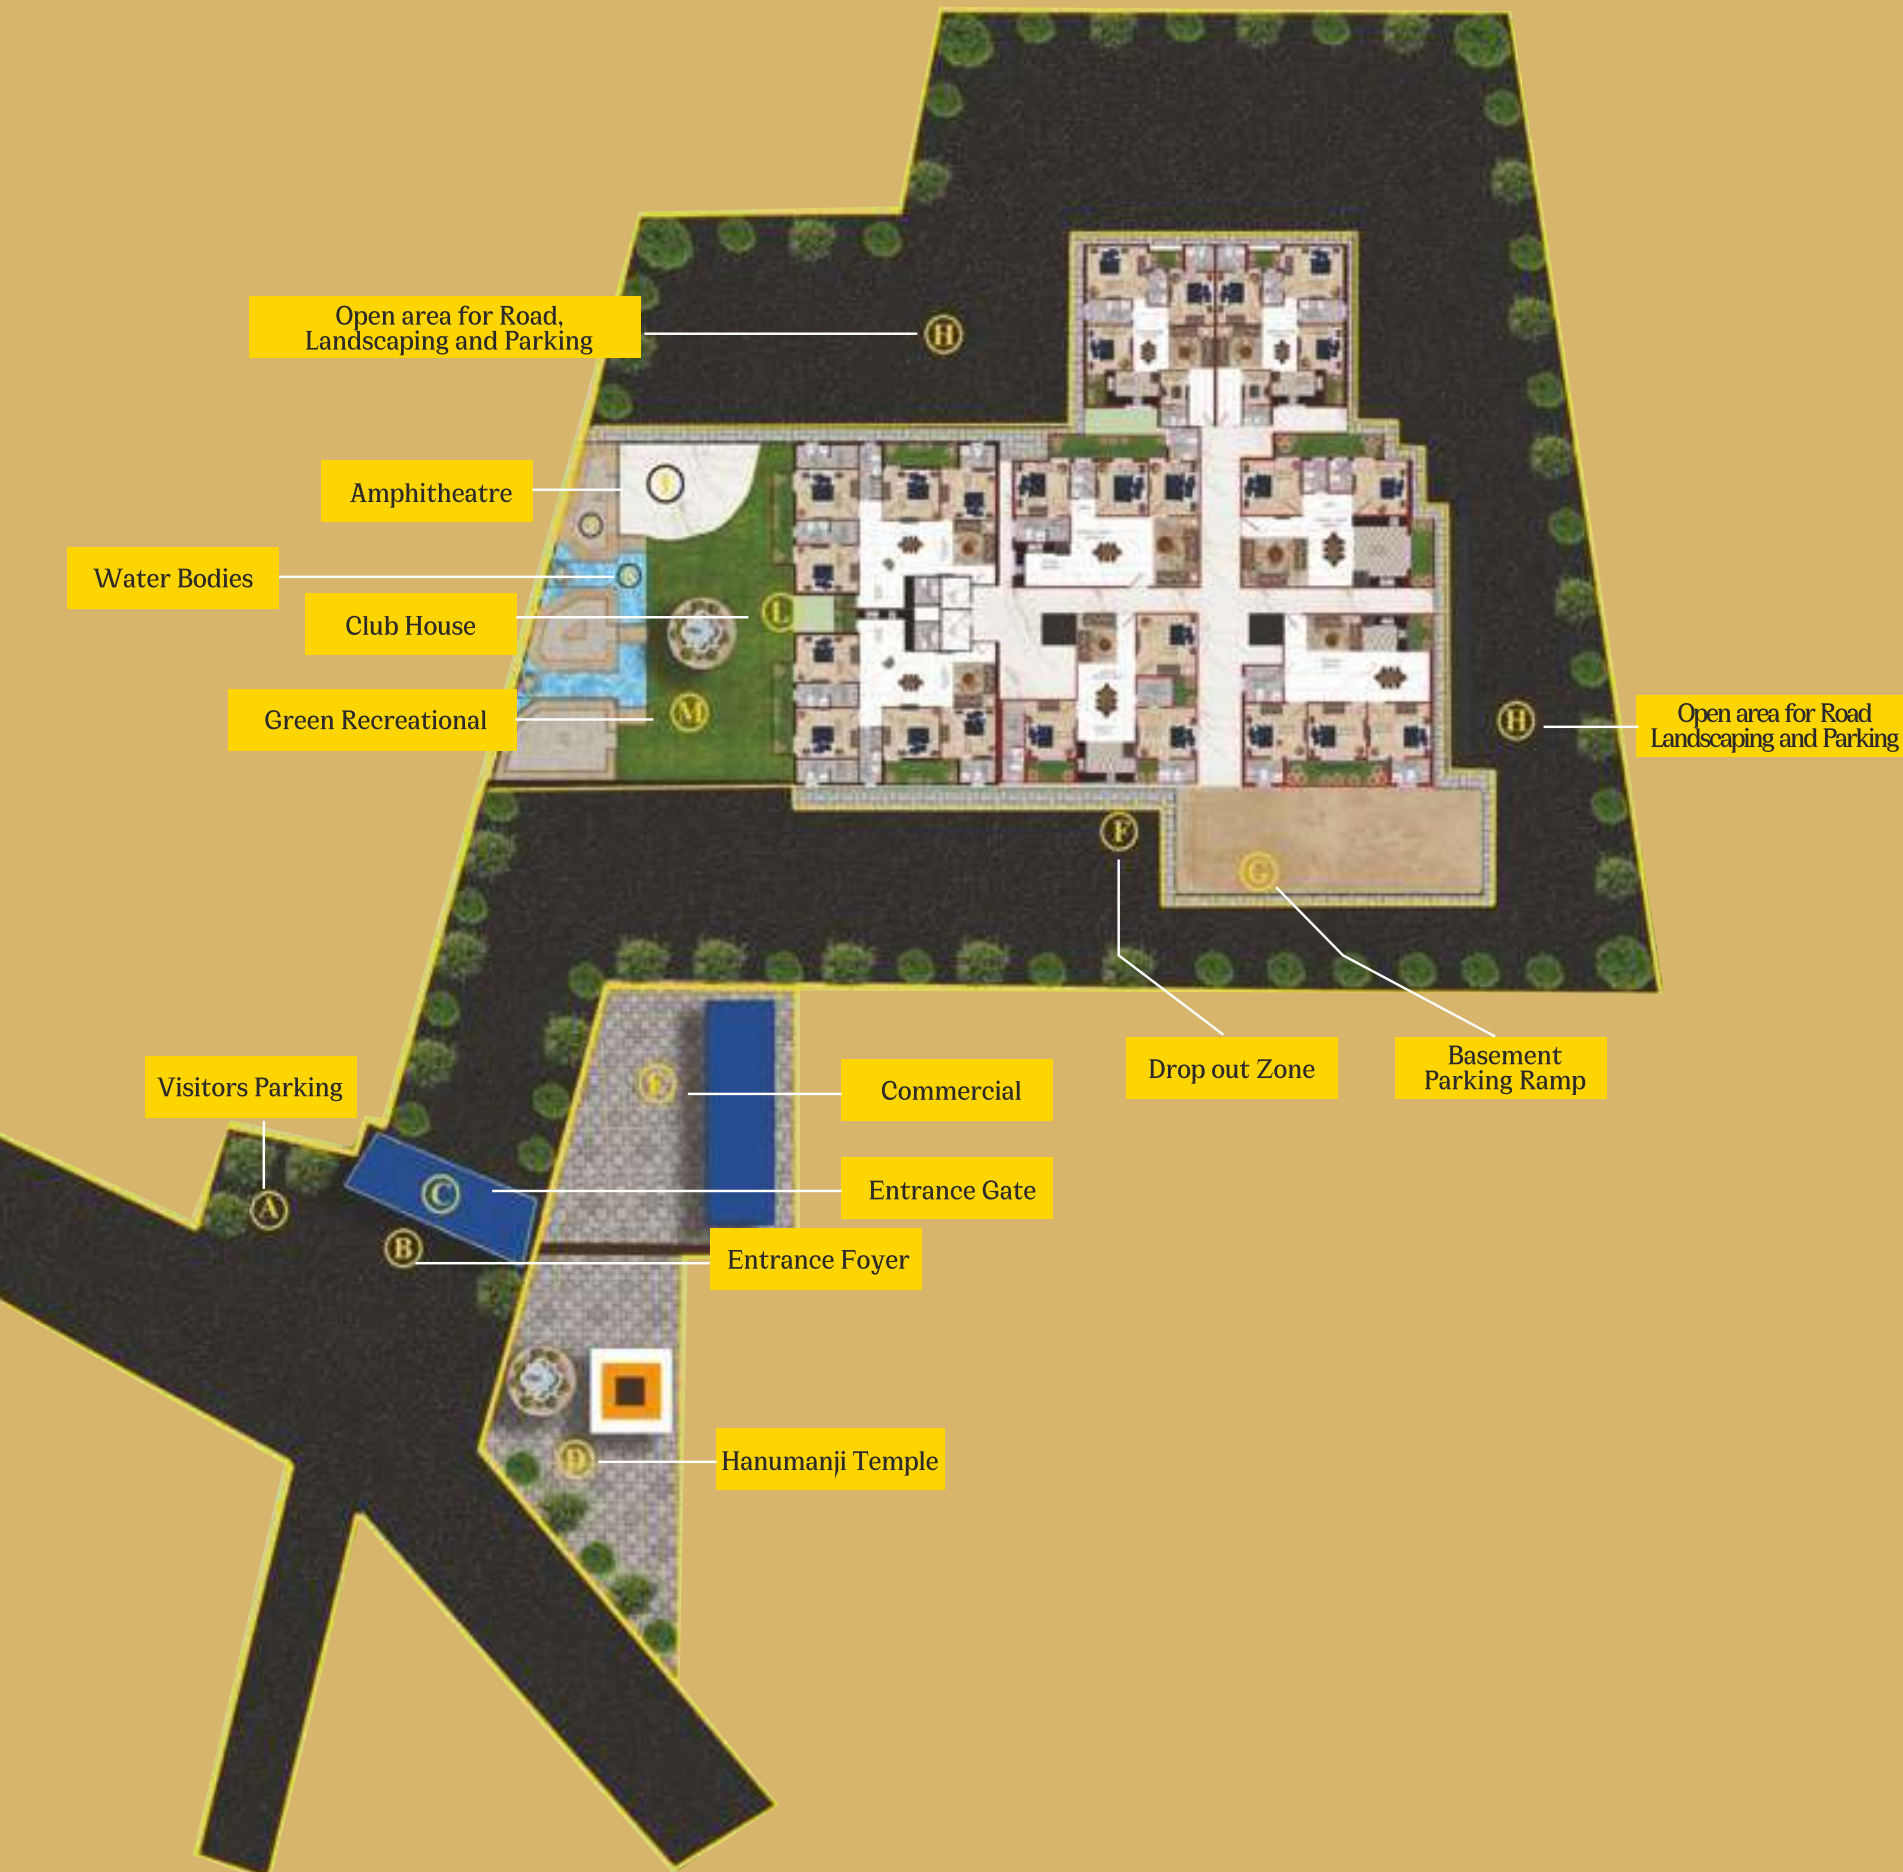 Open area for Road,
Landscaping and Parking
H
Amphitheatre
Water Bodies
Club House
L
Green Recreational
M
H
Open area for Road
Landscaping and Parking
F
G
Drop out Zone
Basement
Parking Ramp
Visitors Parking
E
Commercial
A
C
Entrance Gate
B
Entrance Foyer
D
Hanumanji Temple